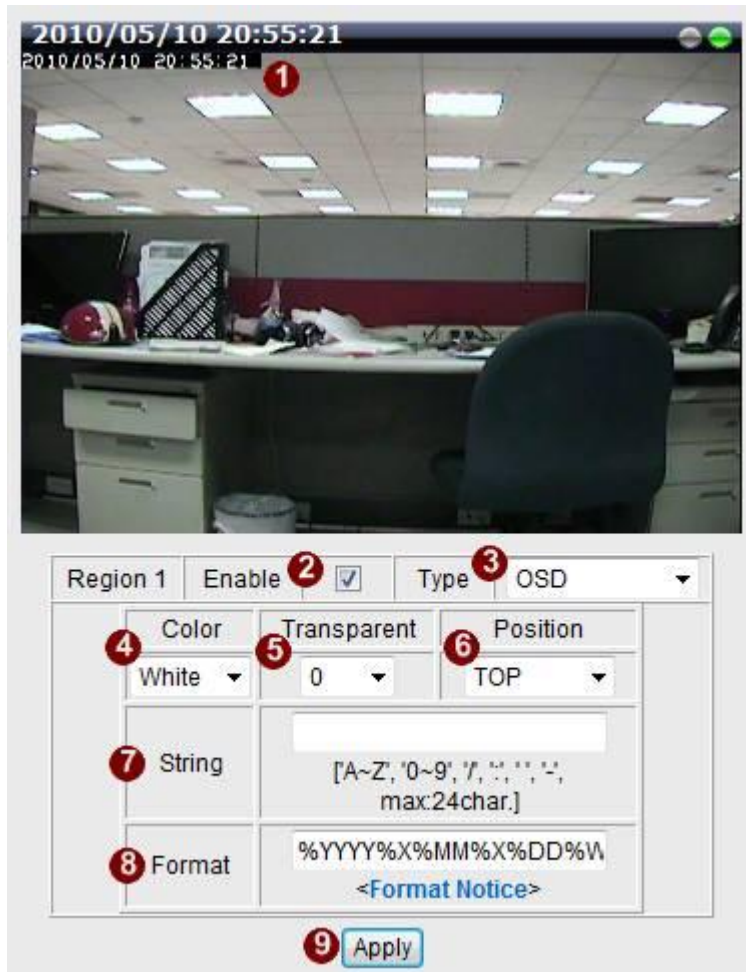 2010/05/10 20:55:21
2010/05/10 20:55:21
1
Region 1 Enable 2 Type 3 OSD
Color Transparent Position
4 5 6
White 0 TOP
7 String
['A~Z', '0~9', '/', ':', ' ', '-',
max:24char.]
8 Format %YYYY%X%MM%X%DD%W
<Format Notice>
9 Apply